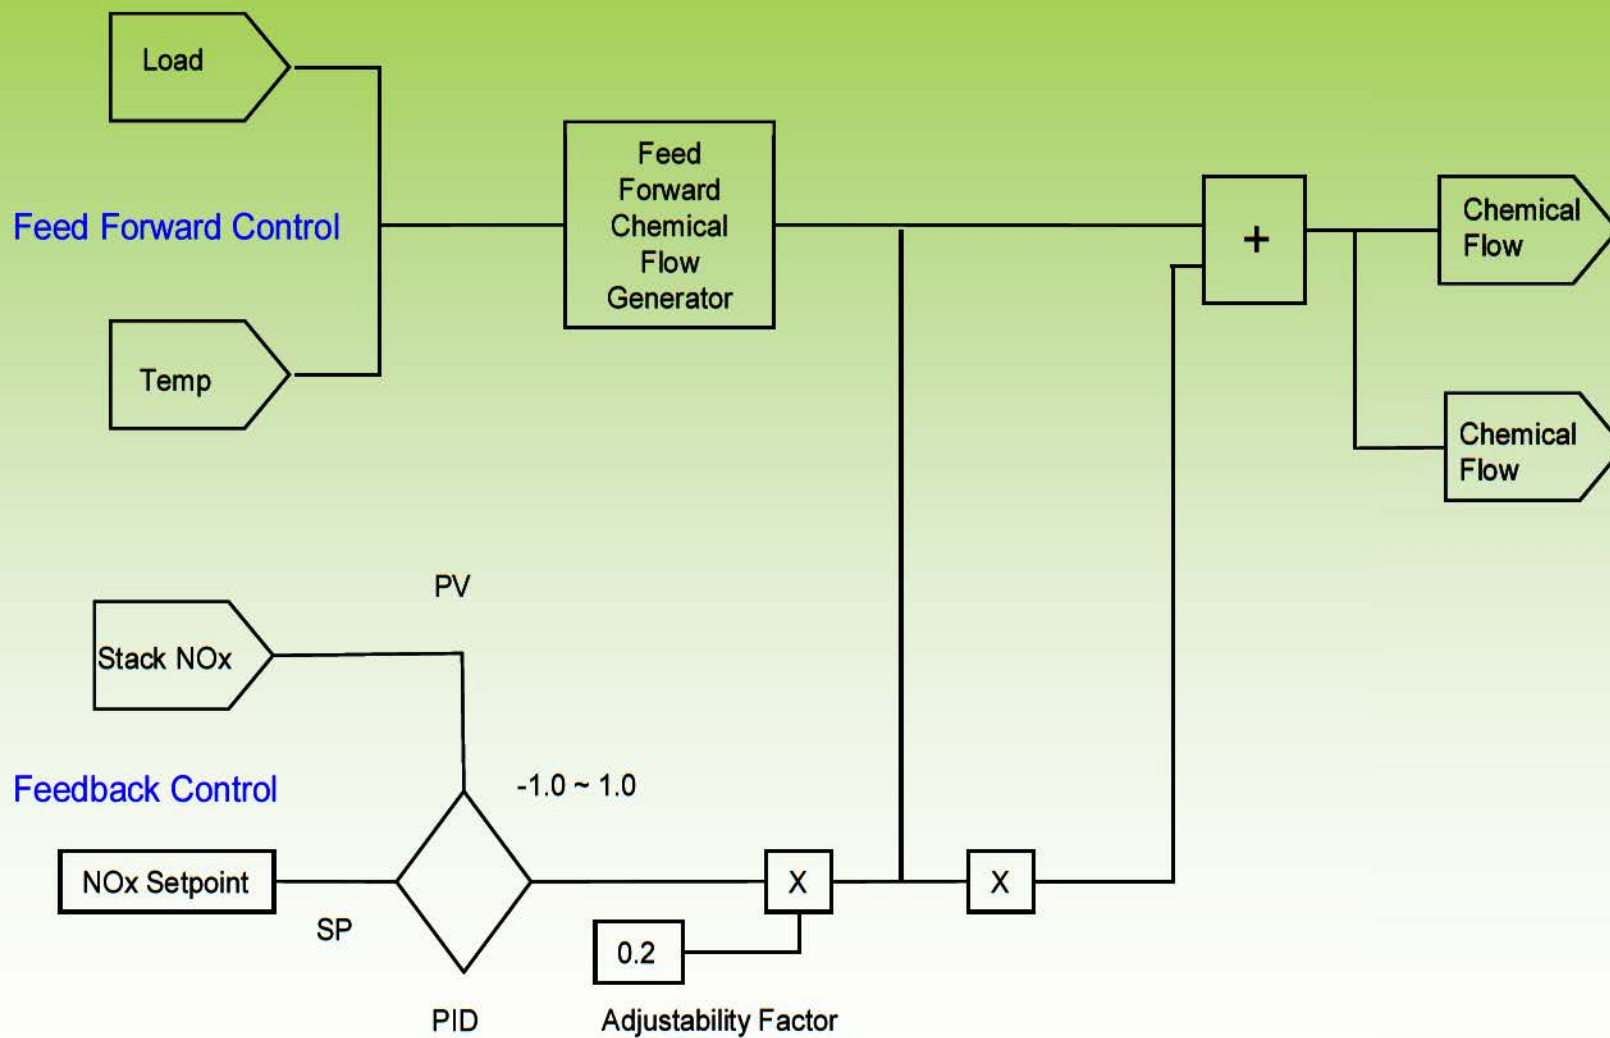 Load
Feed Forward Control
Temp
Feed
Forward
Chemical
Flow
Generator
+
Chemical
Flow
Chemical
Flow
PV
Stack NOx
Feedback Control
-1.0 ~ 1.0
NOx Setpoint
SP
X
X
0.2
PID
Adjustability Factor